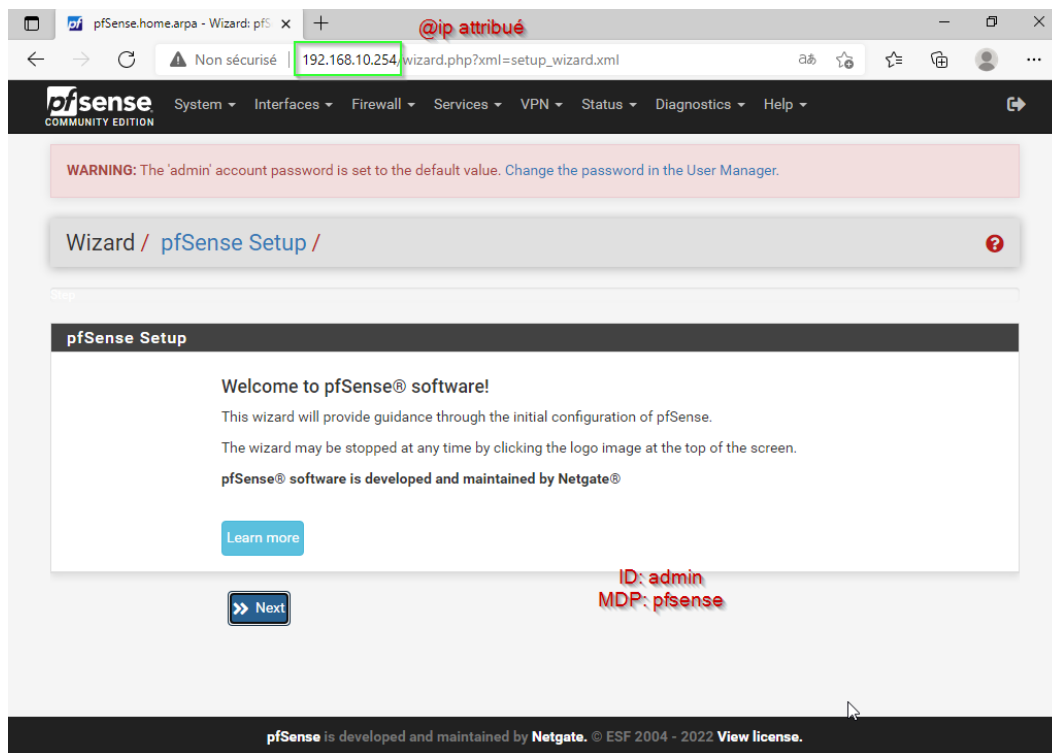 pfSense.home.arpa - Wizard: pfS
@ip attribué
Non sécurisé | 192.168.10.254/wizard.php?xml=setup_wizard.xml
pfsense
COMMUNITY EDITION
System Interfaces Firewall Services VPN Status Diagnostics Help
WARNING: The 'admin' account password is set to the default value. Change the password in the User Manager.
Wizard / pfSense Setup /
Step
pfSense Setup
Welcome to pfSense® software!
This wizard will provide guidance through the initial configuration of pfSense.
The wizard may be stopped at any time by clicking the logo image at the top of the screen.
pfSense® software is developed and maintained by Netgate®
Learn more
ID: admin
MDP: pfsense
Next
pfSense is developed and maintained by Netgate. © ESF 2004 - 2022 View license.